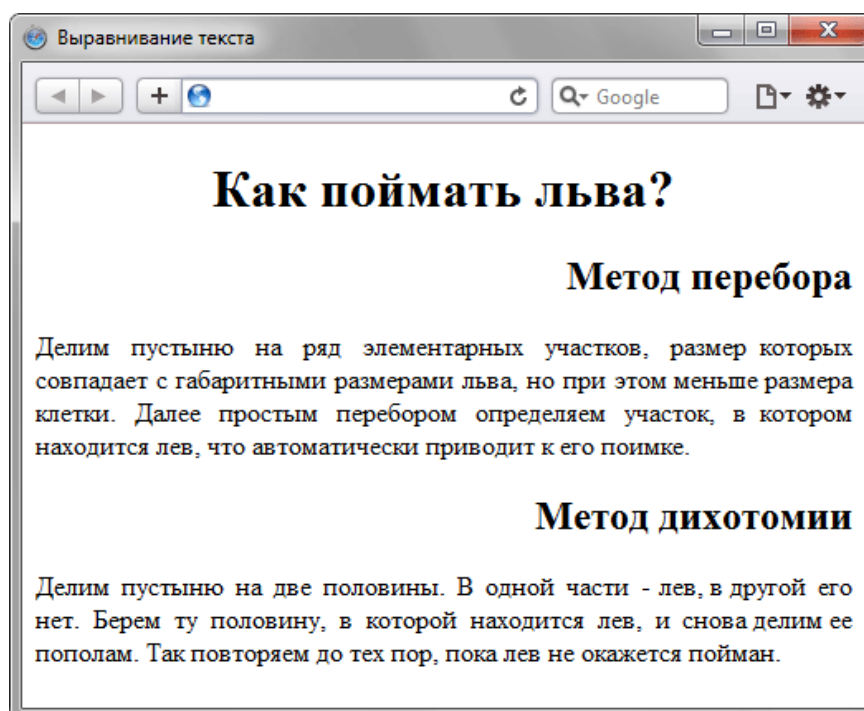 Выравнивание текста
Google
Как поймать льва?
Метод перебора
Делим пустыню на ряд элементарных участков, размер которых
совпадает с габаритными размерами льва, но при этом меньше размера
клетки. Далее простым перебором определяем участок, в котором
находится лев, что автоматически приводит к его поимке.
Метод дихотомии
Делим пустыню на две половины. В одной части - лев, в другой его
нет. Берем ту половину, в которой находится лев, и снова делим ее
пополам. Так повторяем до тех пор, пока лев не окажется пойман.